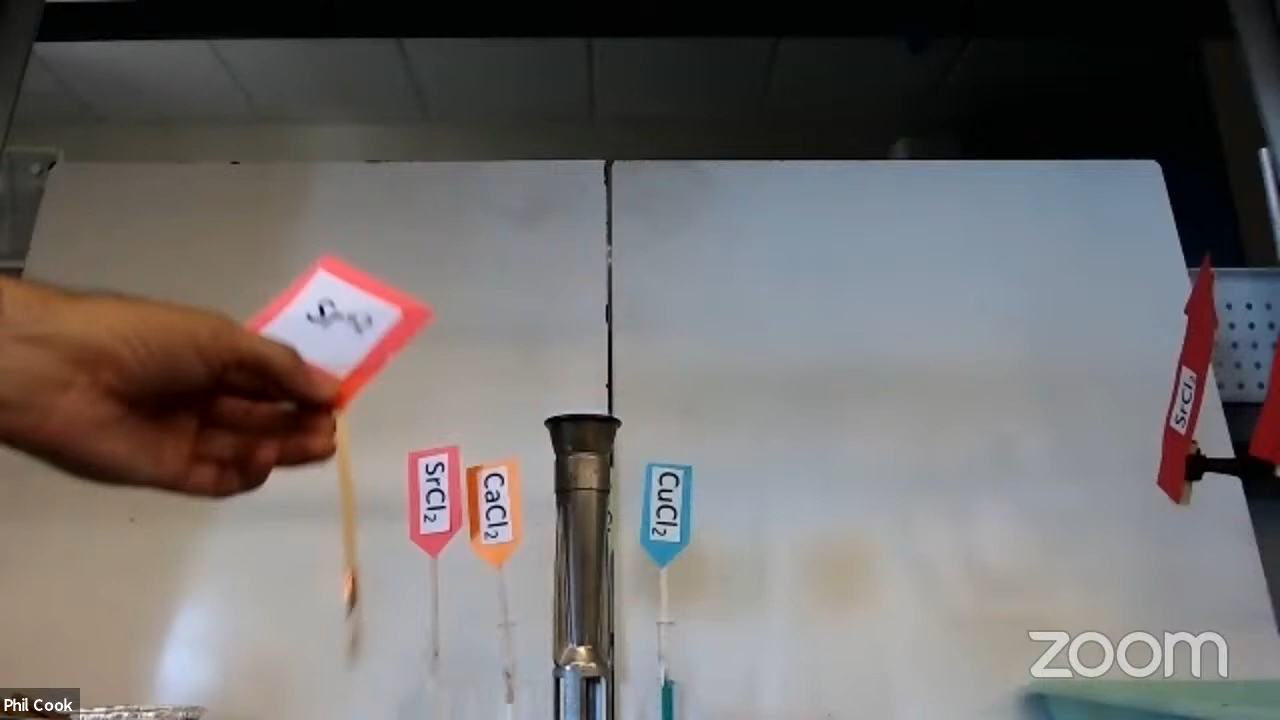 SrCl₂
CaCl₂
CuCl₂
SrCl₂
Phil Cook
zoom